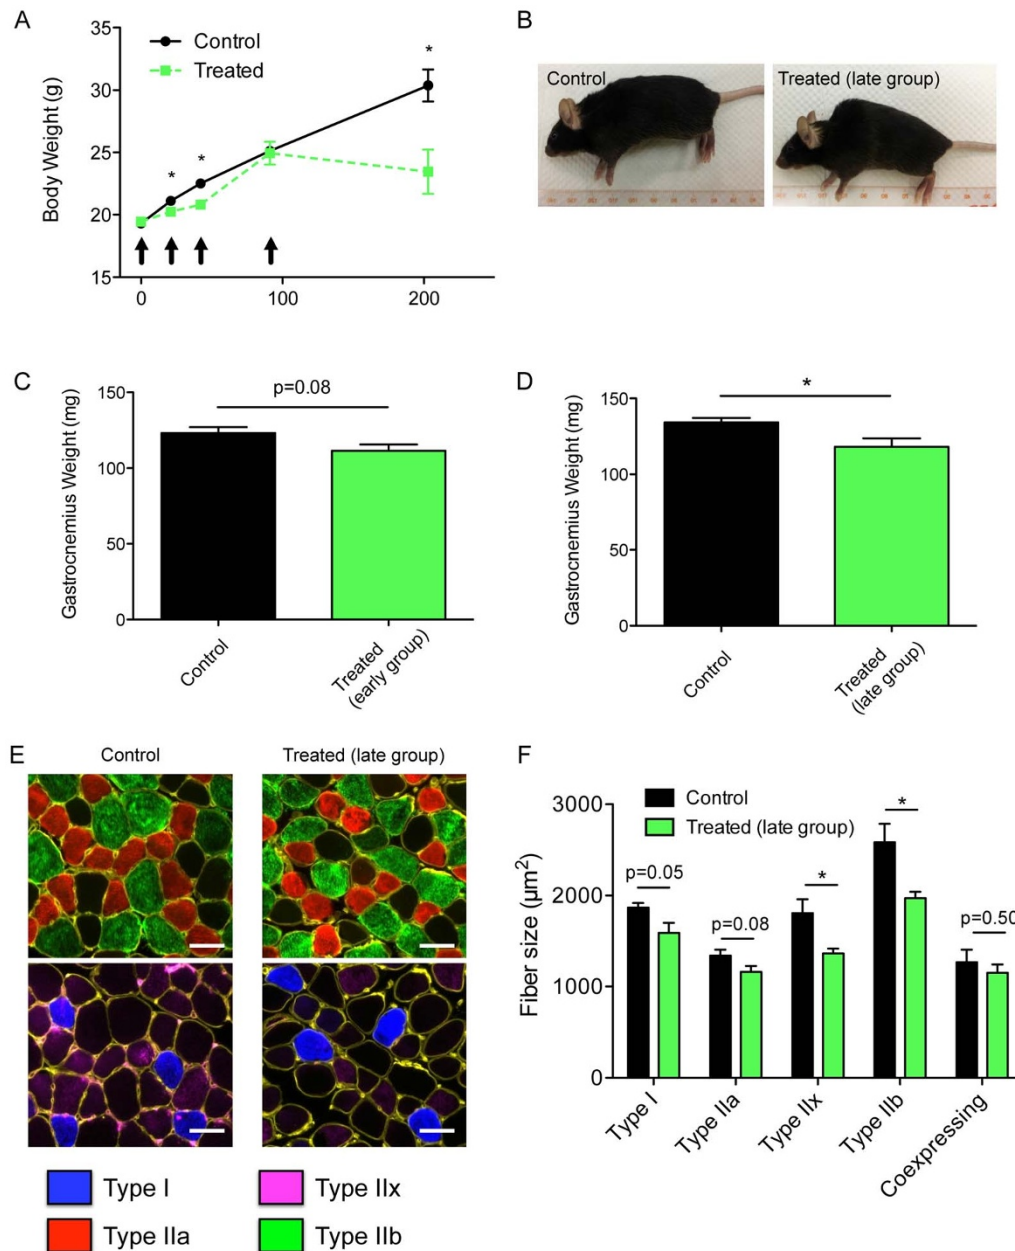 A
Control
Treated
Body Weight (g)
35
30
25
20
15
0
100
200
*
*
*
B
Control
Treated (late group)
C
p=0.08
Gastrocnemius Weight (mg)
150
100
50
0
Control
Treated
(early group)
D
*
Gastrocnemius Weight (mg)
150
100
50
0
Control
Treated
(late group)
E
Control
Treated (late group)
Type I
Type IIx
Type IIa
Type IIb
F
Control
Treated (late group)
Fiber size (µm²)
3000
2000
1000
0
p=0.05
p=0.08
*
*
p=0.50
Type I
Type IIa
Type IIx
Type IIb
Coexpressing